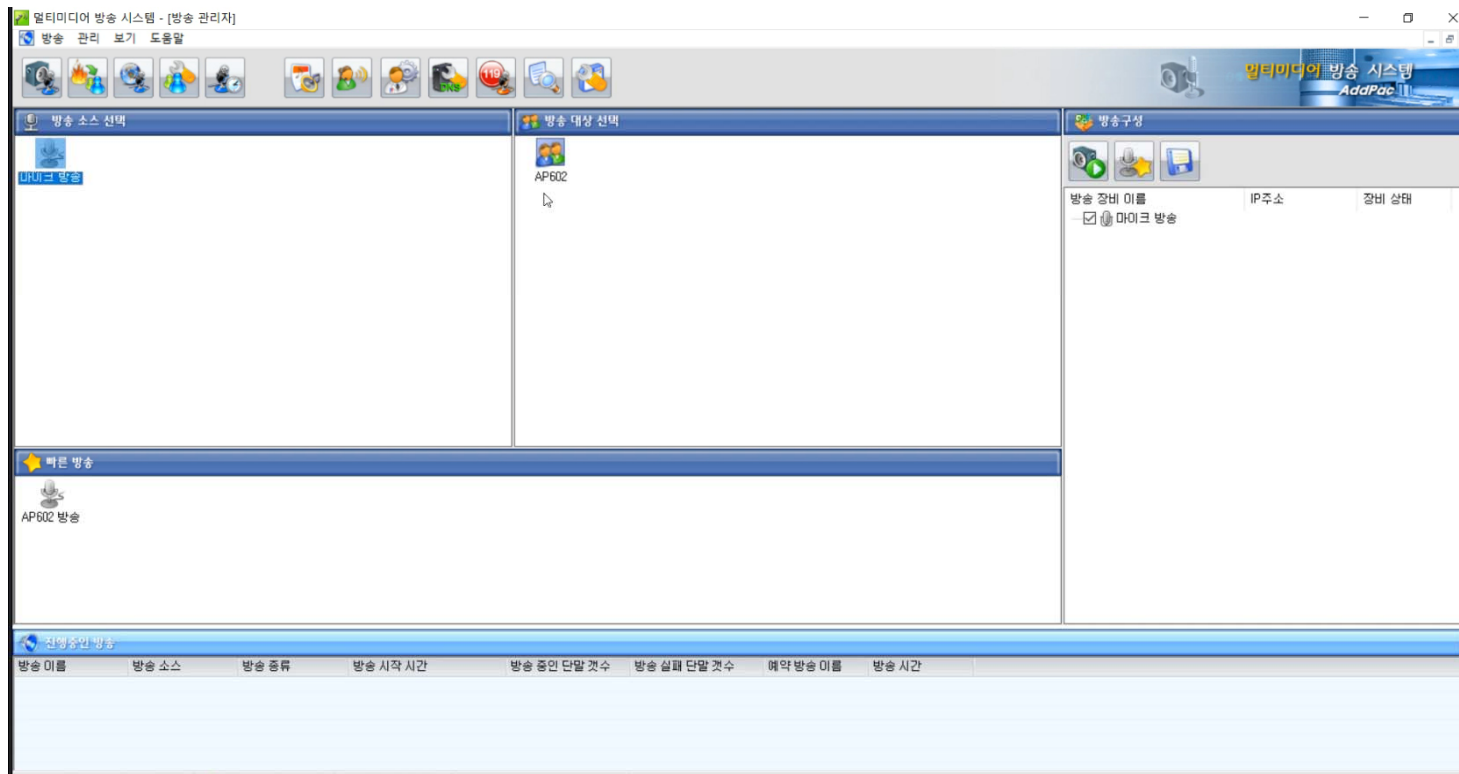 멀티미디어 방송 시스템 - [방송 관리자]
방송 관리 보기 도움말
119
멀티미디어 방송 시스템
AddPac
방송 소스 선택
방송 대상 선택
방송구성
마이크 방송
AP602
방송 장비 이름 IP주소 장비 상태
마이크 방송
빠른 방송
AP602 방송
진행중인 방송
방송 이름 방송 소스 방송 종류 방송 시작 시간 방송 중인 단말 갯수 방송 실패 단말 갯수 예약 방송 이름 방송 시간